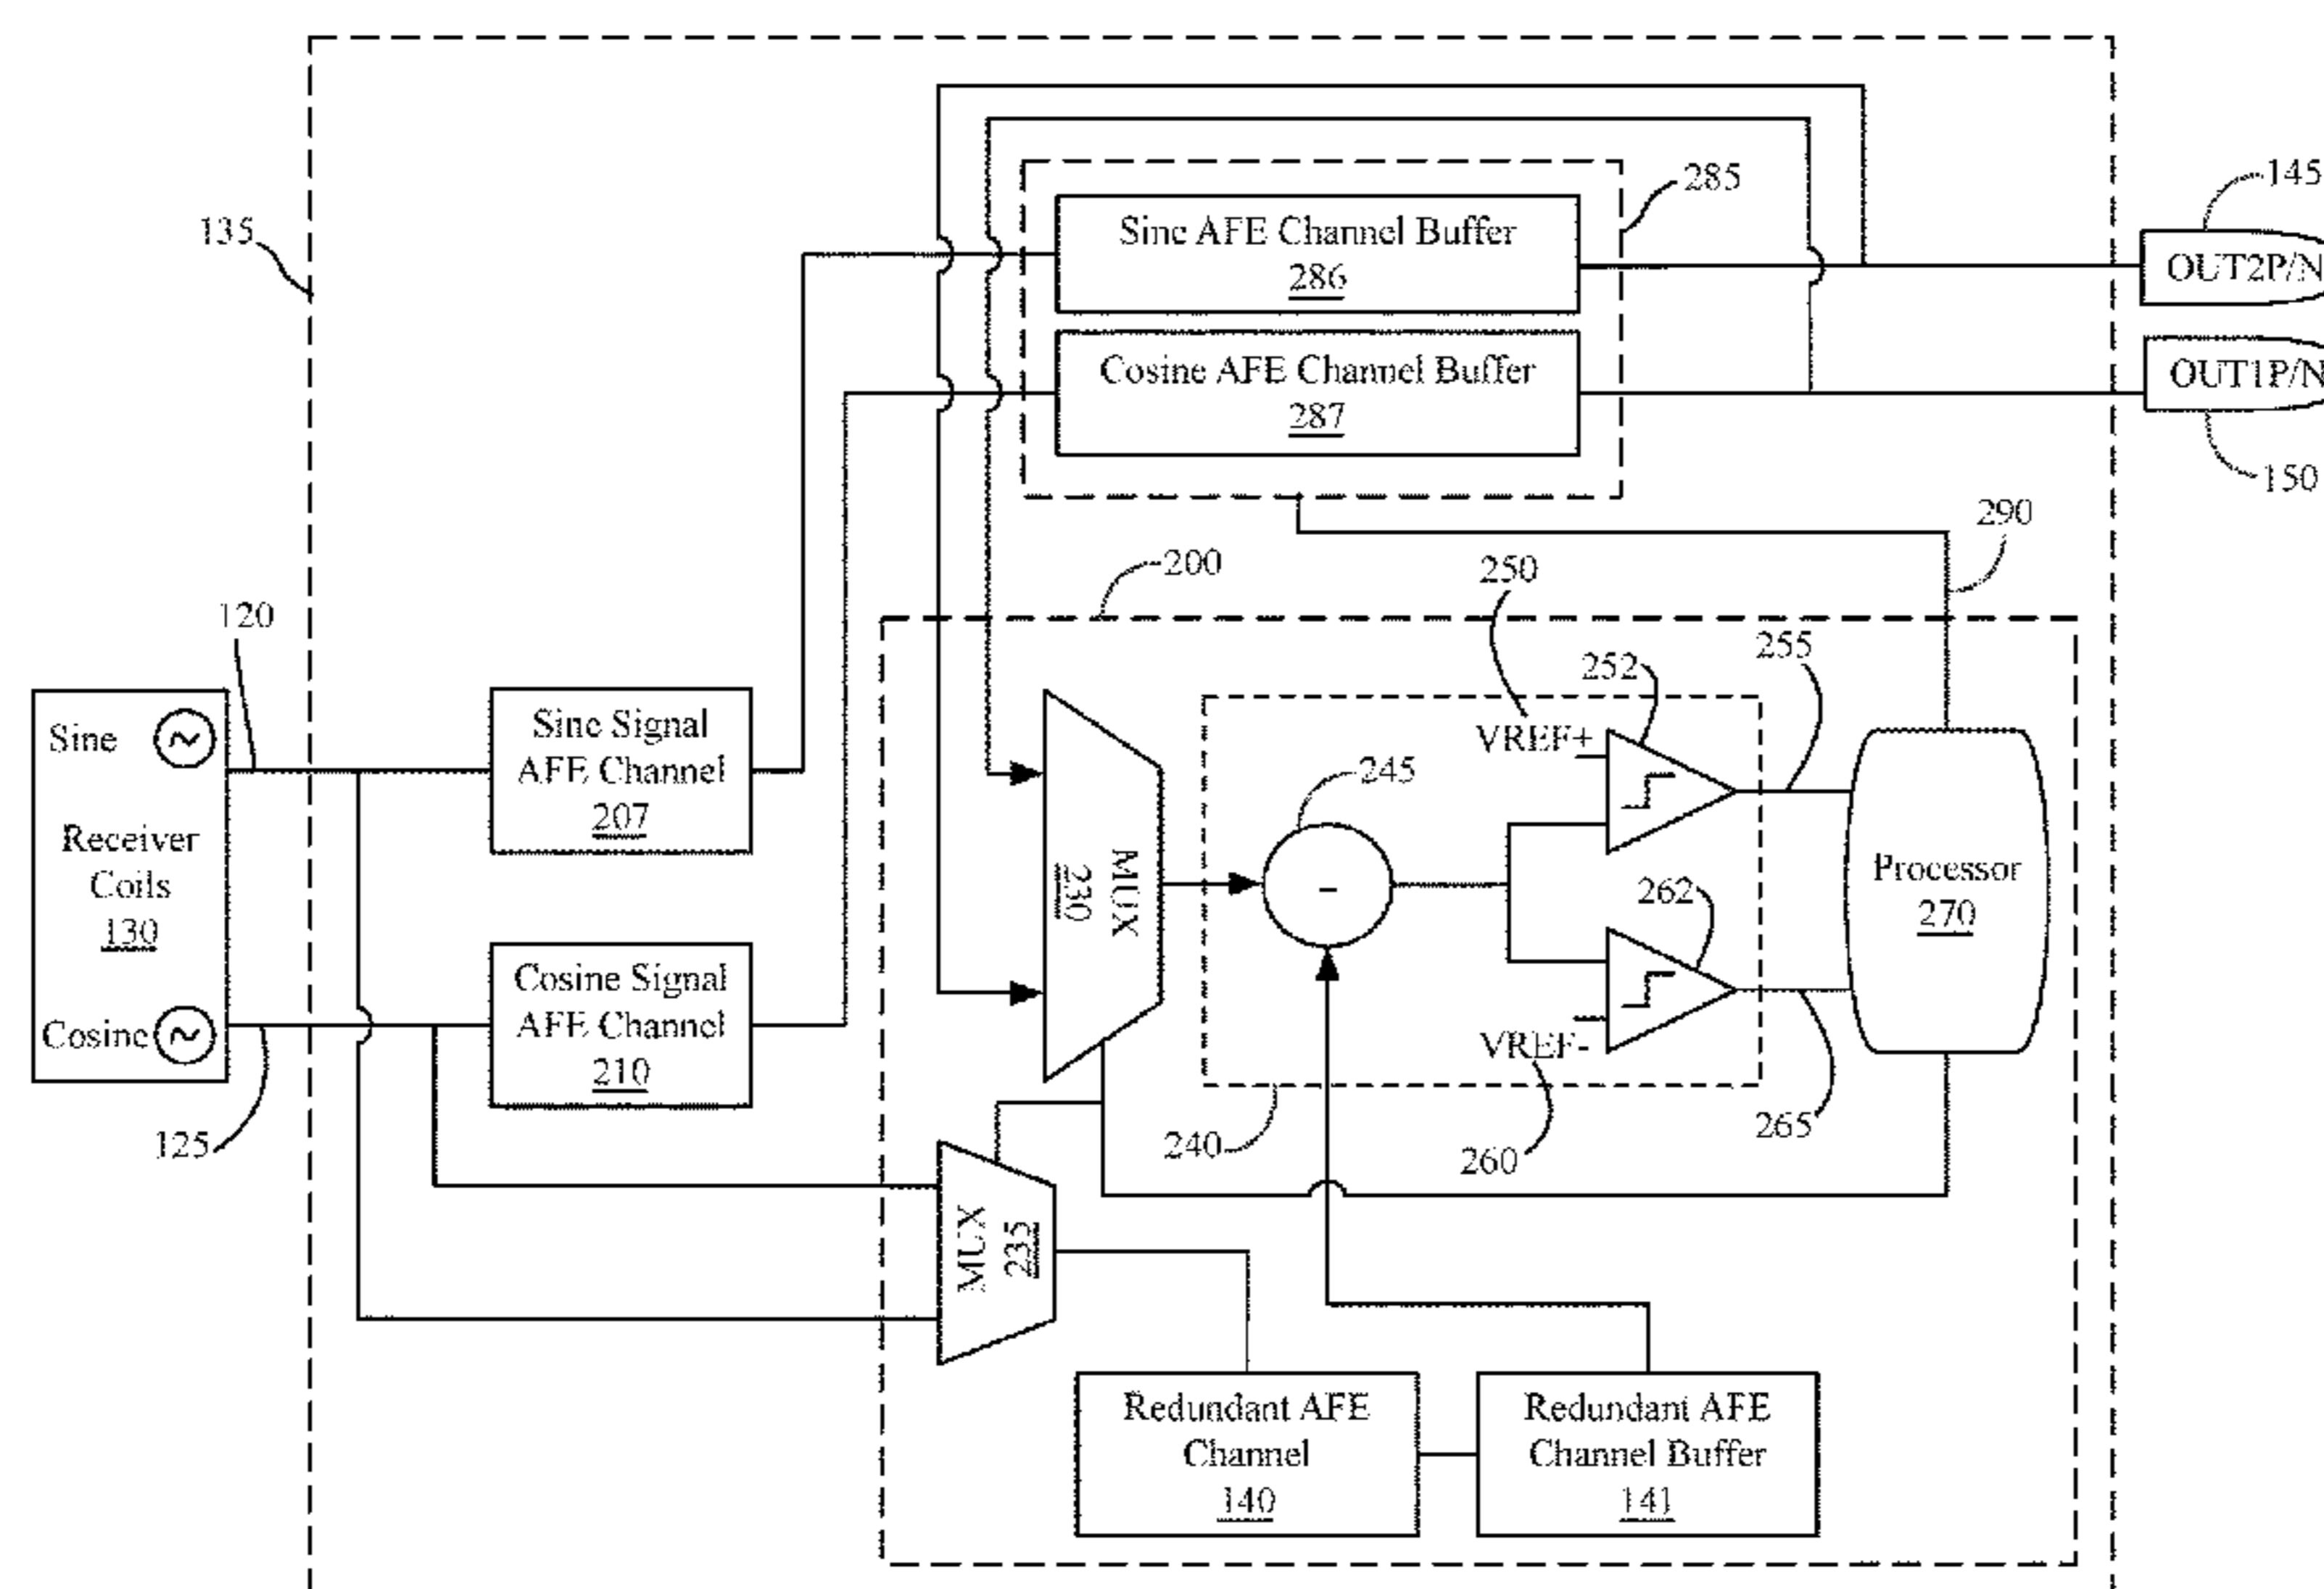 135
285
145
Sine AFE Channel Buffer
286
OUT2P/N
Cosine AFE Channel Buffer
287
OUT1P/N
150
290
200
250
120
252
255
Sine
Receiver
Coils
130
Cosine
Sine Signal
AFE Channel
207
Cosine Signal
AFE Channel
210
125
MUX
230
245
VREF+
262
VREF-
Processor
270
240
260
265
MUX
235
Redundant AFE
Channel
140
Redundant AFE
Channel Buffer
141